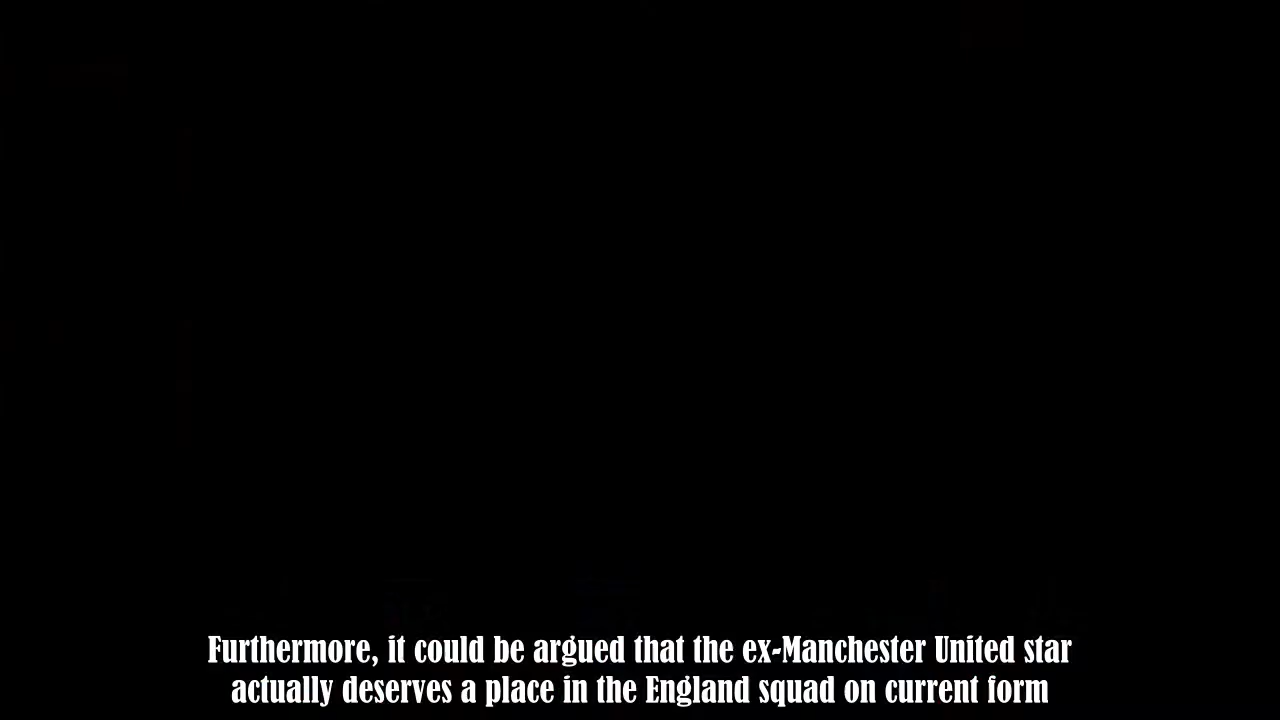 Furthermore, it could be argued that the ex-Manchester United star
actually deserves a place in the England squad on current form